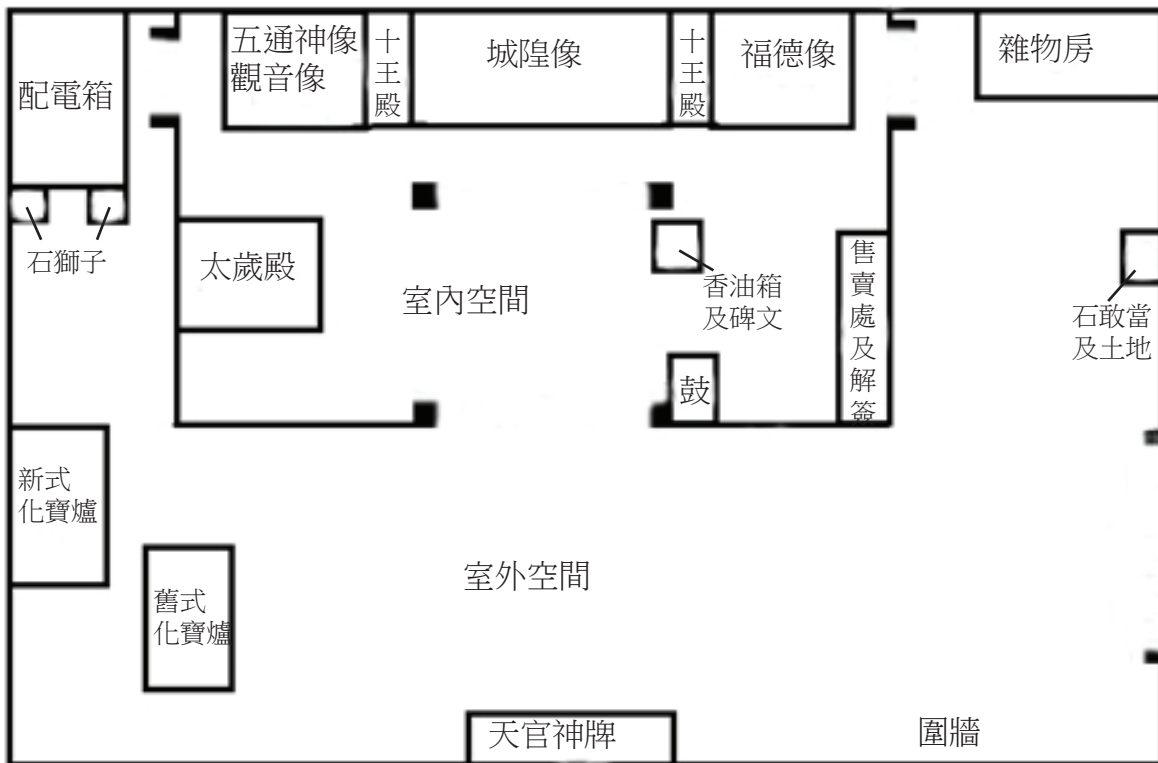 配電箱
五通神像
觀音像
十王殿
城隍像
十王殿
福德像
雜物房
石獅子
太歲殿
室內空間
香油箱
及碑文
售賣處及解簽
石敢當
及土地
鼓
新式
化寶爐
舊式
化寶爐
室外空間
天官神牌
圍牆